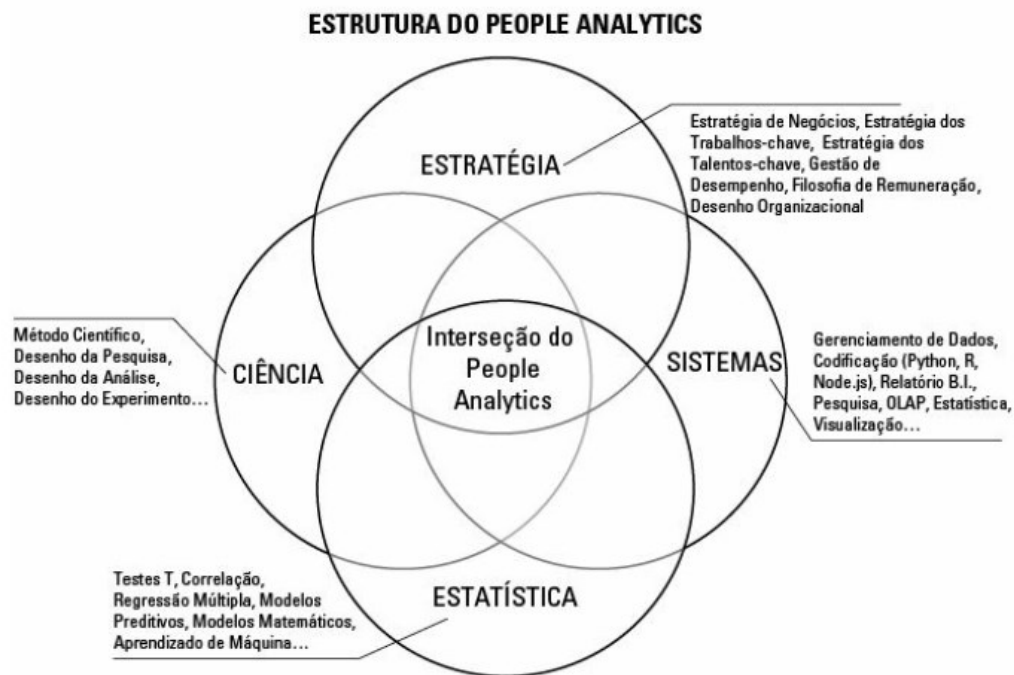 ESTRUTURA DO PEOPLE ANALYTICS
ESTRATÉGIA
Estratégia de Negócios, Estratégia dos
Trabalhos-chave, Estratégia dos
Talentos-chave, Gestão de
Desempenho, Filosofia de Remuneração,
Desenho Organizacional
Método Científico,
Desenho da Pesquisa,
Desenho da Análise,
Desenho do Experimento...
CIÊNCIA
Interseção do
People
Analytics
SISTEMAS
Gerenciamento de Dados,
Codificação (Python, R,
Node.js), Relatório B.I.,
Pesquisa, OLAP, Estatística,
Visualização...
Testes T, Correlação,
Regressão Múltipla, Modelos
Preditivos, Modelos Matemáticos,
Aprendizado de Máquina...
ESTATÍSTICA